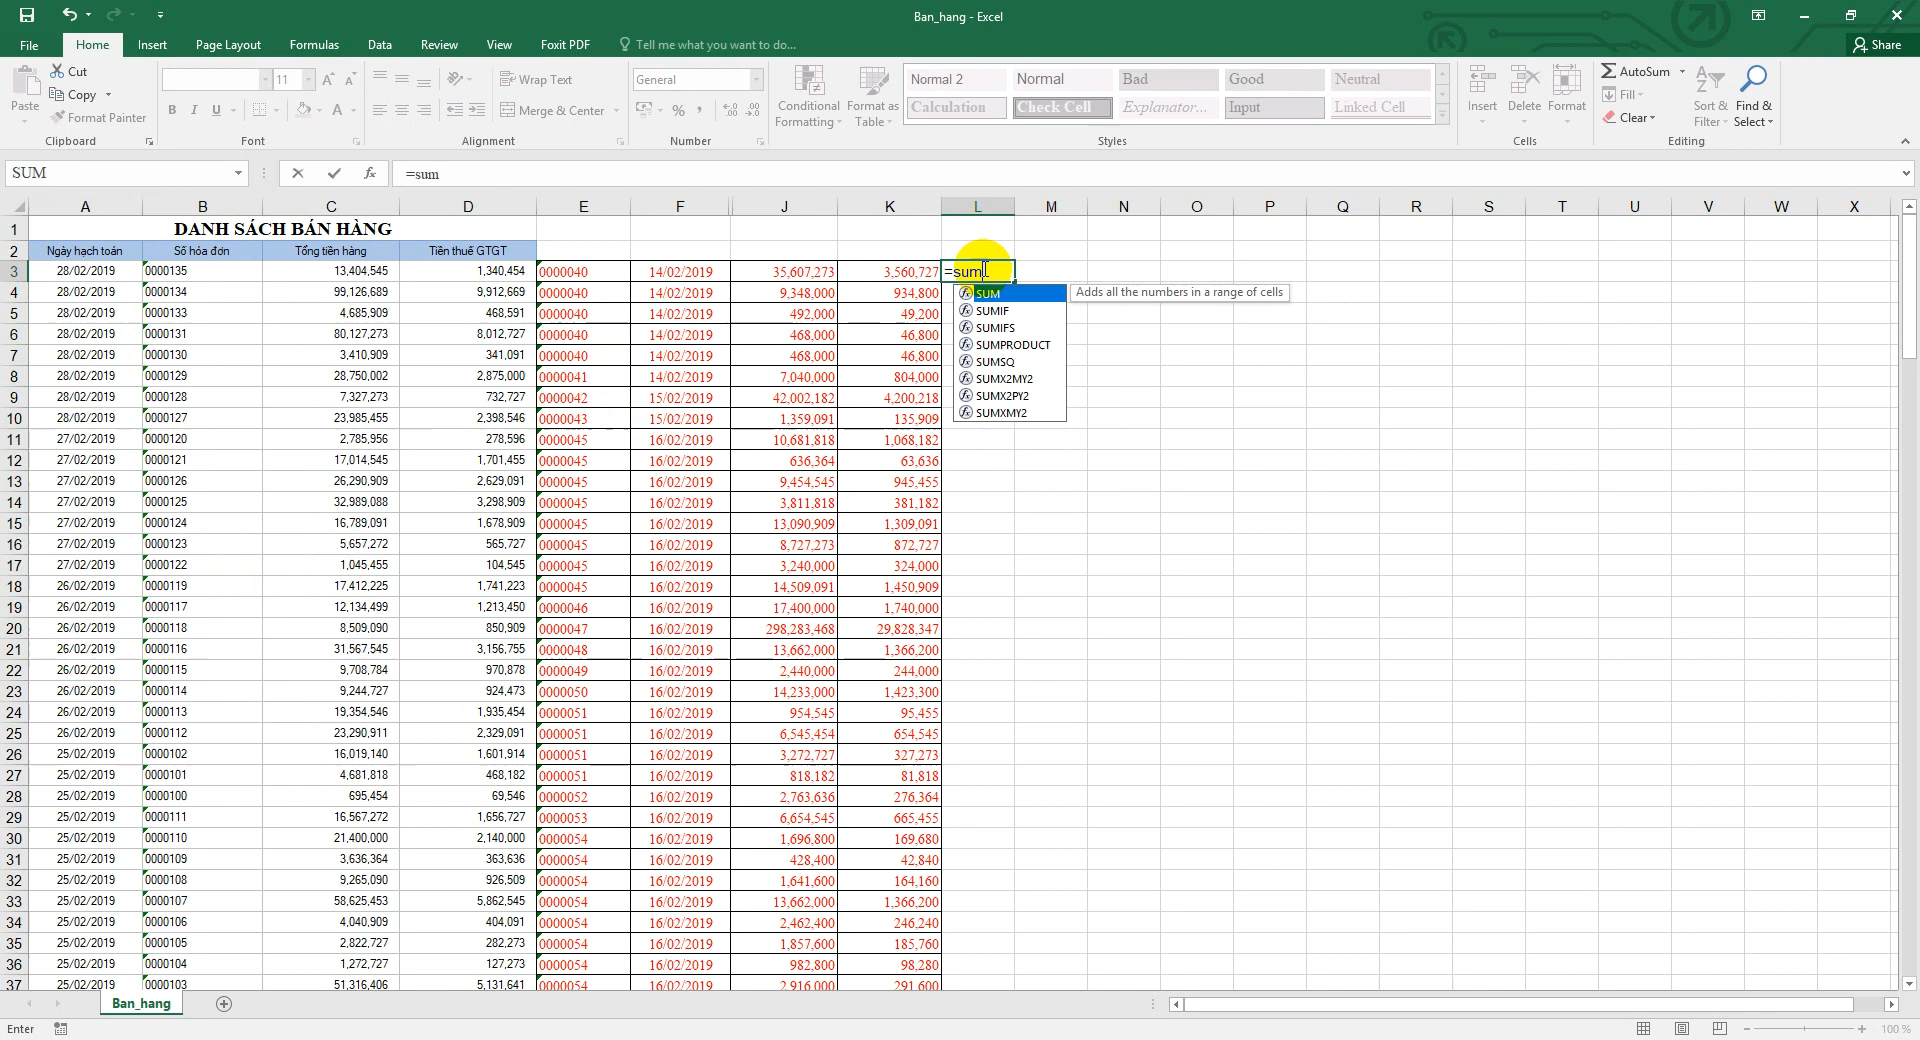 Ban_hang - Excel
File Home Insert Page Layout Formulas Data Review View Foxit PDF Tell me what you want to do... Share
Paste Cut Copy Format Painter Clipboard
11 A A B I U A Font
Wrap Text Merge & Center Alignment
General % , Number
Conditional Formatting Format as Table
Normal 2 Normal Bad Good Neutral
Calculation Check Cell Explanator... Input Linked Cell
Styles
Insert Delete Format Cells
AutoSum Fill Clear Sort & Filter Find & Select Editing
SUM fx =sum
A B C D E F J K L M N O P Q R S T U V W X
1 DANH SÁCH BÁN HÀNG
2 Ngày hạch toán Số hóa đơn Tổng tiền hàng Tiền thuế GTGT
3 28/02/2019 0000135 13,404,545 1,340,454 0000040 14/02/2019 35,607,273 3,560,727 =sum
4 28/02/2019 0000134 99,126,689 9,912,669 0000040 14/02/2019 9,348,000 934,800
5 28/02/2019 0000133 4,685,909 468,591 0000040 14/02/2019 492,000 49,200
6 28/02/2019 0000131 80,127,273 8,012,727 0000040 14/02/2019 468,000 46,800
7 28/02/2019 0000130 3,410,909 341,091 0000040 14/02/2019 468,000 46,800
8 28/02/2019 0000129 28,750,002 2,875,000 0000041 14/02/2019 7,040,000 804,000
9 28/02/2019 0000128 7,327,273 732,727 0000042 15/02/2019 42,002,182 4,200,218
10 28/02/2019 0000127 23,985,455 2,398,546 0000043 15/02/2019 1,359,091 135,909
11 27/02/2019 0000120 2,785,956 278,596 0000045 16/02/2019 10,681,818 1,068,182
12 27/02/2019 0000121 17,014,545 1,701,455 0000045 16/02/2019 636,364 63,636
13 27/02/2019 0000126 26,290,909 2,629,091 0000045 16/02/2019 9,454,545 945,455
14 27/02/2019 0000125 32,989,088 3,298,909 0000045 16/02/2019 3,811,818 381,182
15 27/02/2019 0000124 16,789,091 1,678,909 0000045 16/02/2019 13,090,909 1,309,091
16 27/02/2019 0000123 5,657,272 565,727 0000045 16/02/2019 8,727,273 872,727
17 27/02/2019 0000122 1,045,455 104,545 0000045 16/02/2019 3,240,000 324,000
18 26/02/2019 0000119 17,412,225 1,741,223 0000045 16/02/2019 14,509,091 1,450,909
19 26/02/2019 0000117 12,134,499 1,213,450 0000046 16/02/2019 17,400,000 1,740,000
20 26/02/2019 0000118 8,509,090 850,909 0000047 16/02/2019 298,283,468 29,828,347
21 26/02/2019 0000116 31,567,545 3,156,755 0000048 16/02/2019 13,662,000 1,366,200
22 26/02/2019 0000115 9,708,784 970,878 0000049 16/02/2019 2,440,000 244,000
23 26/02/2019 0000114 9,244,727 924,473 0000050 16/02/2019 14,233,000 1,423,300
24 26/02/2019 0000113 19,354,546 1,935,454 0000051 16/02/2019 954,545 95,455
25 26/02/2019 0000112 23,290,911 2,329,091 0000051 16/02/2019 6,545,454 654,545
26 25/02/2019 0000102 16,019,140 1,601,914 0000051 16/02/2019 3,272,727 327,273
27 25/02/2019 0000101 4,681,818 468,182 0000051 16/02/2019 818,182 81,818
28 25/02/2019 0000100 695,454 69,546 0000052 16/02/2019 2,763,636 276,364
29 25/02/2019 0000111 16,567,272 1,656,727 0000053 16/02/2019 6,654,545 665,455
30 25/02/2019 0000110 21,400,000 2,140,000 0000054 16/02/2019 1,696,800 169,680
31 25/02/2019 0000109 3,636,364 363,636 0000054 16/02/2019 428,400 42,840
32 25/02/2019 0000108 9,265,090 926,509 0000054 16/02/2019 1,641,600 164,160
33 25/02/2019 0000107 58,625,453 5,862,545 0000054 16/02/2019 13,662,000 1,366,200
34 25/02/2019 0000106 4,040,909 404,091 0000054 16/02/2019 2,462,400 246,240
35 25/02/2019 0000105 2,822,727 282,273 0000054 16/02/2019 1,857,600 185,760
36 25/02/2019 0000104 1,272,727 127,273 0000054 16/02/2019 982,800 98,280
37 25/02/2019 0000103 51,316,406 5,131,641 0000054 16/02/2019 2,916,000 291,600
SUM Adds all the numbers in a range of cells
SUMIF
SUMIFS
SUMPRODUCT
SUMSQ
SUMX2MY2
SUMX2PY2
SUMXMY2
Ban_hang
Enter 100 %